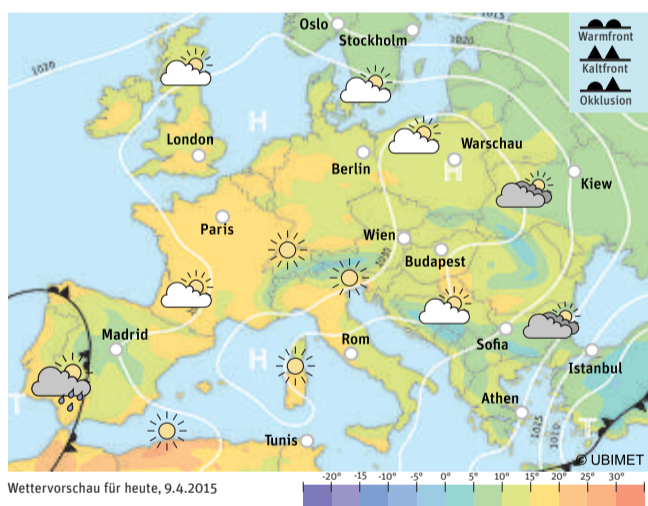 1015
Oslo
Stockholm
1020
1020
Warmfront
Kaltfront
Okklusion
H
London
Berlin
Warschau
H
Kiew
Paris
Wien
Budapest
Madrid
H
Rom
Sofia
Istanbul
T
Athen
1015
1010
T
Tunis
© UBIMET
Wettervorschau für heute, 9.4.2015
-20° -15° -10° -5° 0° 5° 10° 15° 20° 25° 30°